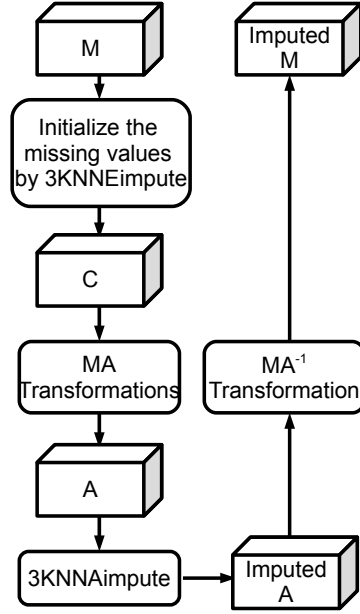 M
Initialize the
missing values
by 3KNNEimpute
C
MA
Transformations
A
3KNNAimpute
Imputed
A
MA⁻¹
Transformation
Imputed
M